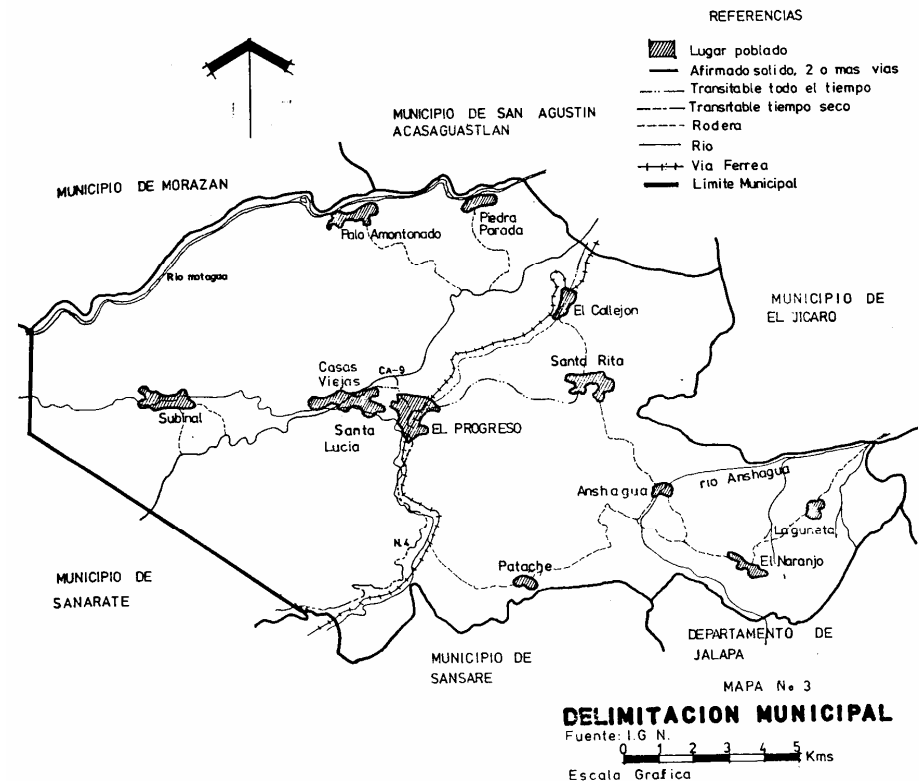 REFERENCIAS
Lugar poblado
Afirmado solido, 2 o mas vias
Transitable todo el tiempo
Transitable tiempo seco
Rodera
Rio
Via Ferrea
Limite Municipal
MUNICIPIO DE SAN AGUSTIN
ACASAGUASTLAN
MUNICIPIO DE MORAZAN
Piedra
Parada
Palo Amontonado
Rio motagua
MUNICIPIO DE
EL JICARO
El Callejon
Santa Rita
Casas
Viejas
CA-9
Subinal
Santa
Lucia
EL PROGRESO
Anshagua
rio Anshagua
Laguneta
El Naranjo
N.4
Patache
MUNICIPIO DE
SANARATE
MUNICIPIO DE
SANSARE
DEPARTAMENTO DE
JALAPA
MAPA No 3
DELIMITACION MUNICIPAL
Fuente: I.G N.
0 1 2 3 4 5 Kms
Escala Grafica